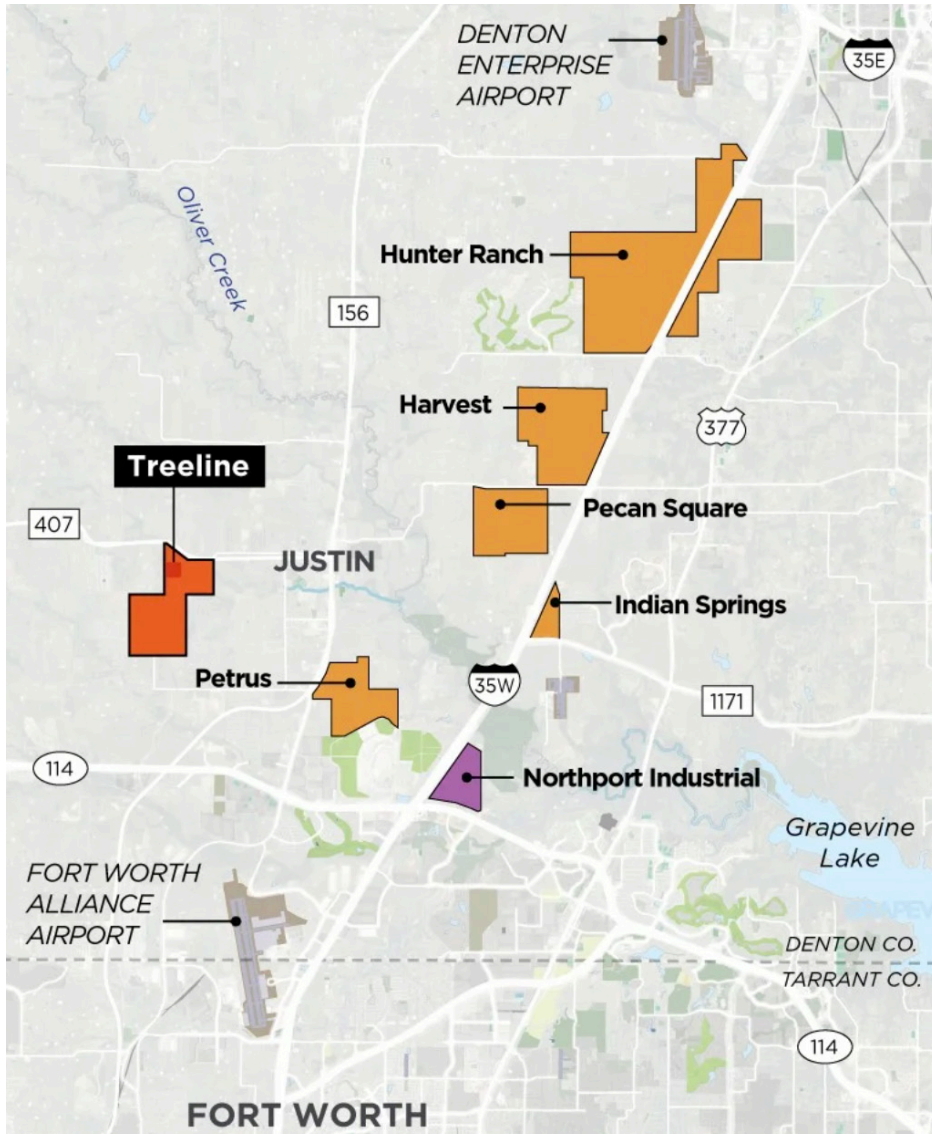 DENTON
ENTERPRISE
AIRPORT
35E
Oliver Creek
Hunter Ranch
156
Harvest
377
Treeline
407
Pecan Square
JUSTIN
Indian Springs
Petrus
35W
1171
114
Northport Industrial
Grapevine
Lake
FORT WORTH
ALLIANCE
AIRPORT
DENTON CO.
TARRANT CO.
114
FORT WORTH